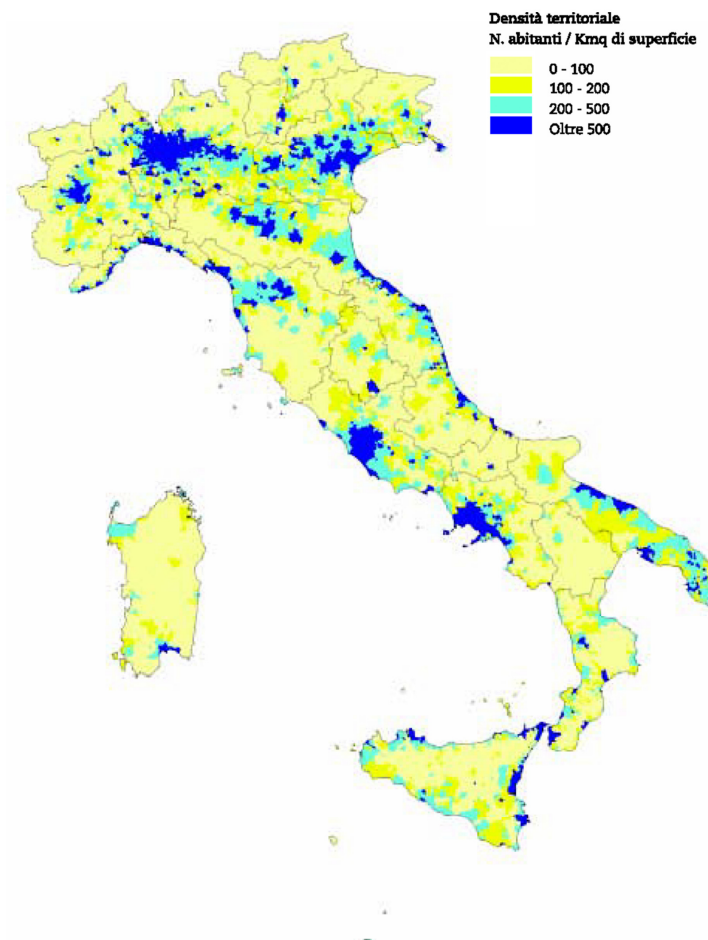 Densità territoriale
N. abitanti / Kmq di superficie
0 - 100
100 - 200
200 - 500
Oltre 500